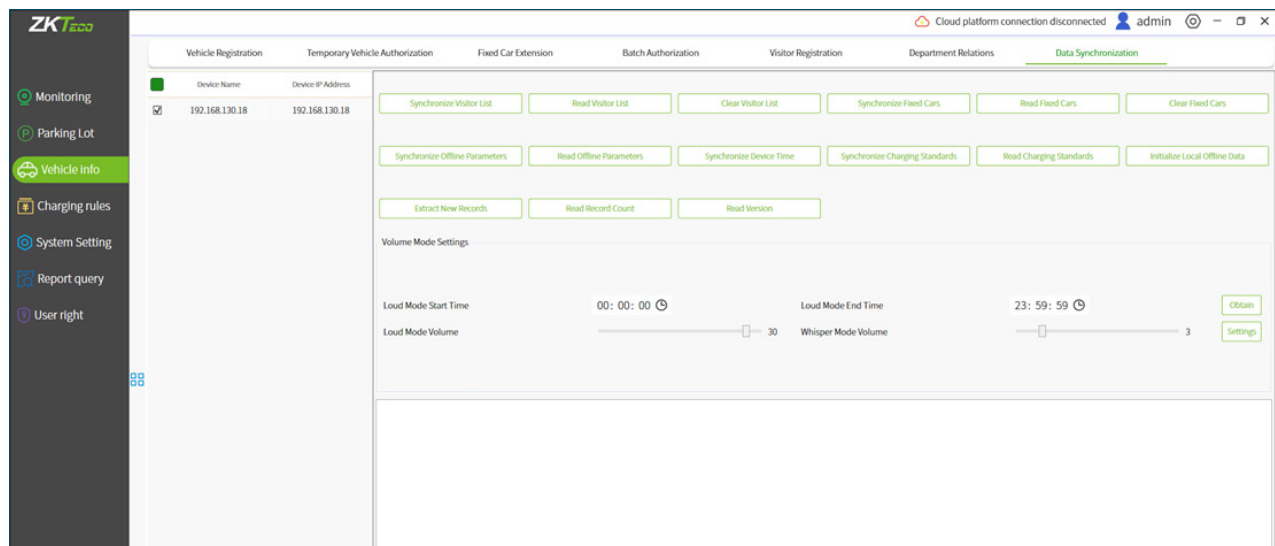 ZKTeco
Cloud platform connection disconnected admin
Vehicle Registration Temporary Vehicle Authorization Fixed Car Extension Batch Authorization Visitor Registration Department Relations Data Synchronization
Device Name Device IP Address
192.168.130.18 192.168.130.18
Monitoring
Parking Lot
Vehicle info
Charging rules
System Setting
Report query
User right
Synchronize Visitor List Read Visitor List Clear Visitor List Synchronize Fixed Cars Read Fixed Cars Clear Fixed Cars
Synchronize Offline Parameters Read Offline Parameters Synchronize Device Time Synchronize Charging Standards Read Charging Standards Initialize Local Offline Data
Extract New Records Read Record Count Read Version
Volume Mode Settings
Loud Mode Start Time 00: 00: 00 Loud Mode End Time 23: 59: 59 Obtain
Loud Mode Volume 30 Whisper Mode Volume 3 Settings